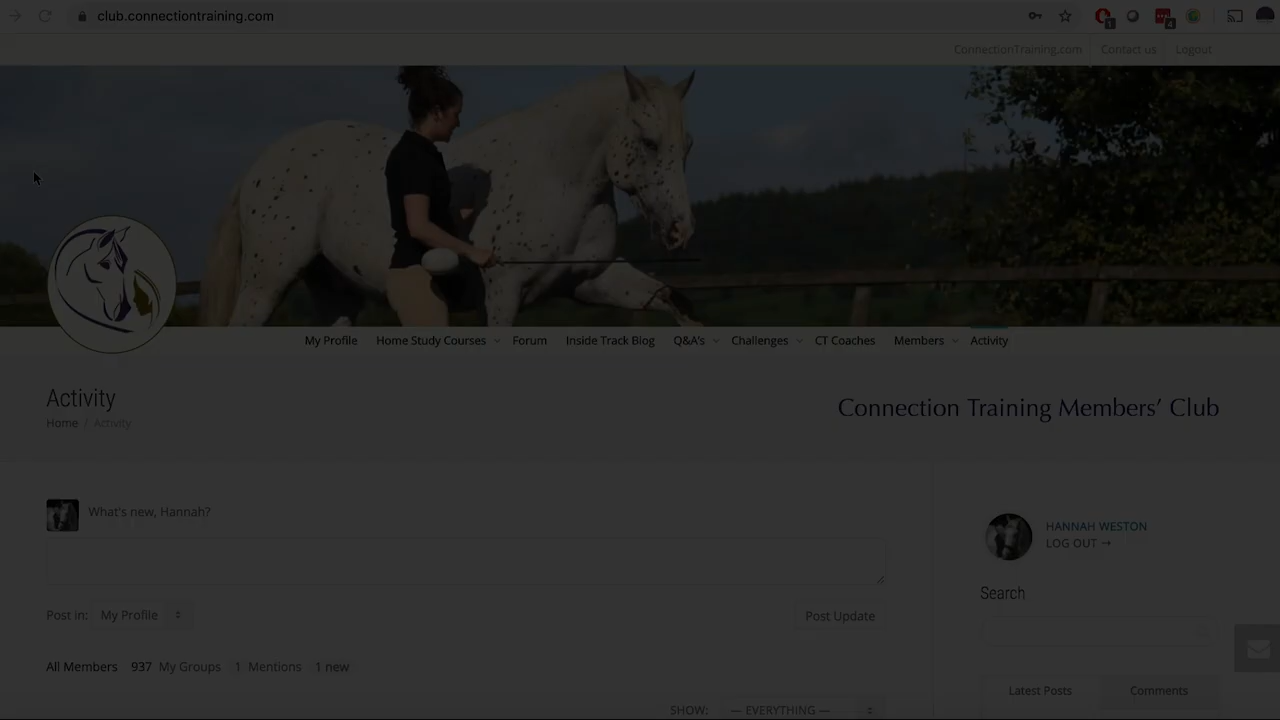 club.connectiontraining.com
1
4
ConnectionTraining.com Contact us Logout
My Profile Home Study Courses Forum Inside Track Blog Q&A's Challenges CT Coaches Members Activity
Activity
Home / Activity
Connection Training Members' Club
What's new, Hannah?
Post in: My Profile
Post Update
All Members 937 My Groups 1 Mentions 1 new
SHOW: — EVERYTHING —
HANNAH WESTON
LOG OUT →
Search
Latest Posts Comments